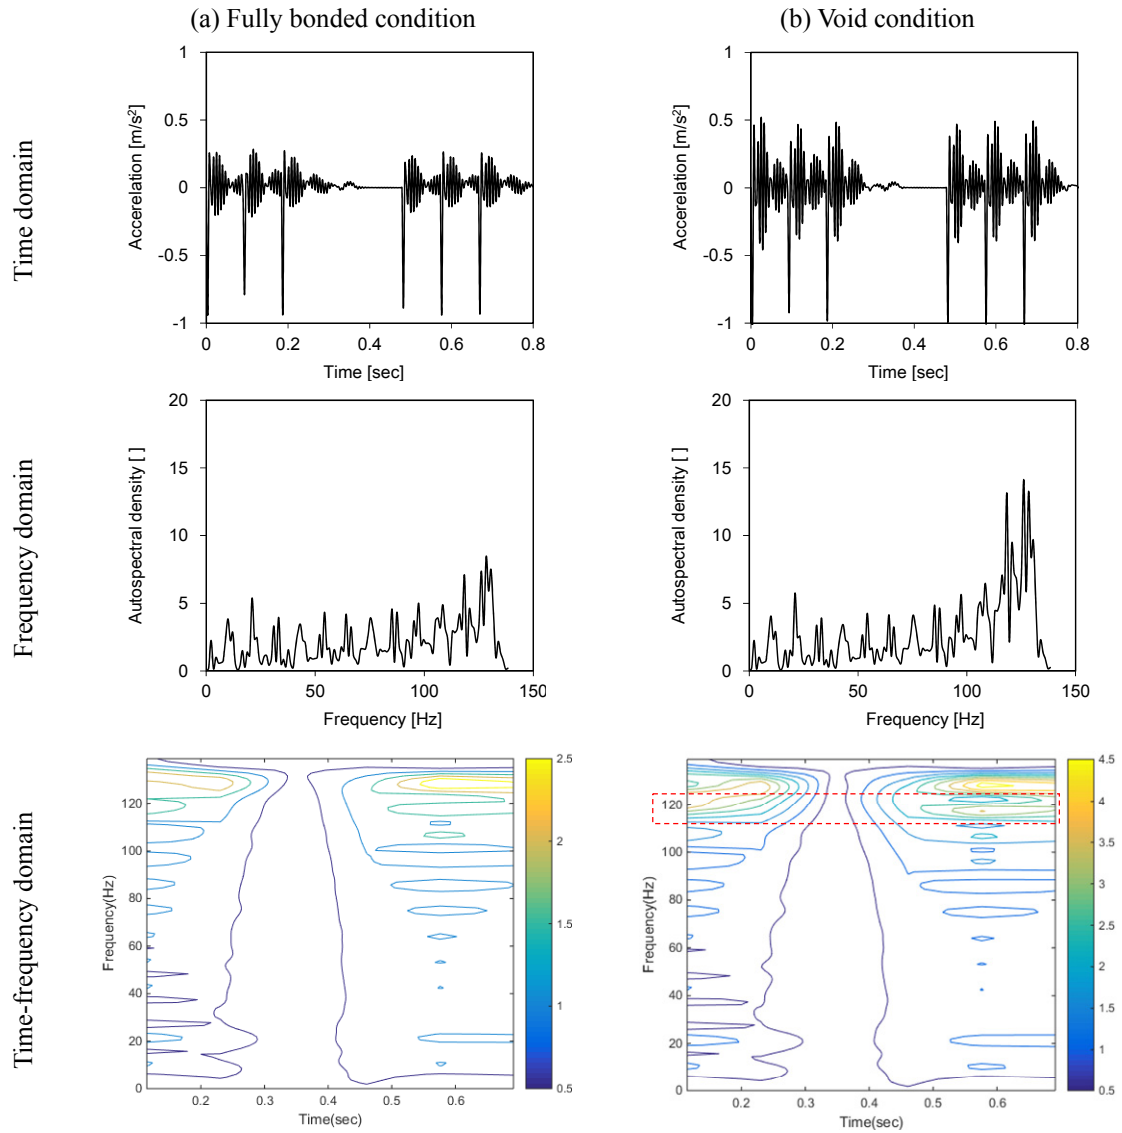 (a) Fully bonded condition
(b) Void condition
Time domain
Accerelation [m/s²]
1
0.5
0
-0.5
-1
0 0.2 0.4 0.6 0.8
Time [sec]
Accerelation [m/s²]
1
0.5
0
-0.5
-1
0 0.2 0.4 0.6 0.8
Time [sec]
Frequency domain
Autospectral density [ ]
20
15
10
5
0
0 50 100 150
Frequency [Hz]
Autospectral density [ ]
20
15
10
5
0
0 50 100 150
Frequency [Hz]
Time-frequency domain
Frequency(Hz)
120
100
80
60
40
20
0
0.2 0.3 0.4 0.5 0.6
Time(sec)
2.5
2
1.5
1
0.5
Frequency(Hz)
120
100
80
60
40
20
0
0.2 0.3 0.4 0.5 0.6
Time(sec)
4.5
4
3.5
3
2.5
2
1.5
1
0.5